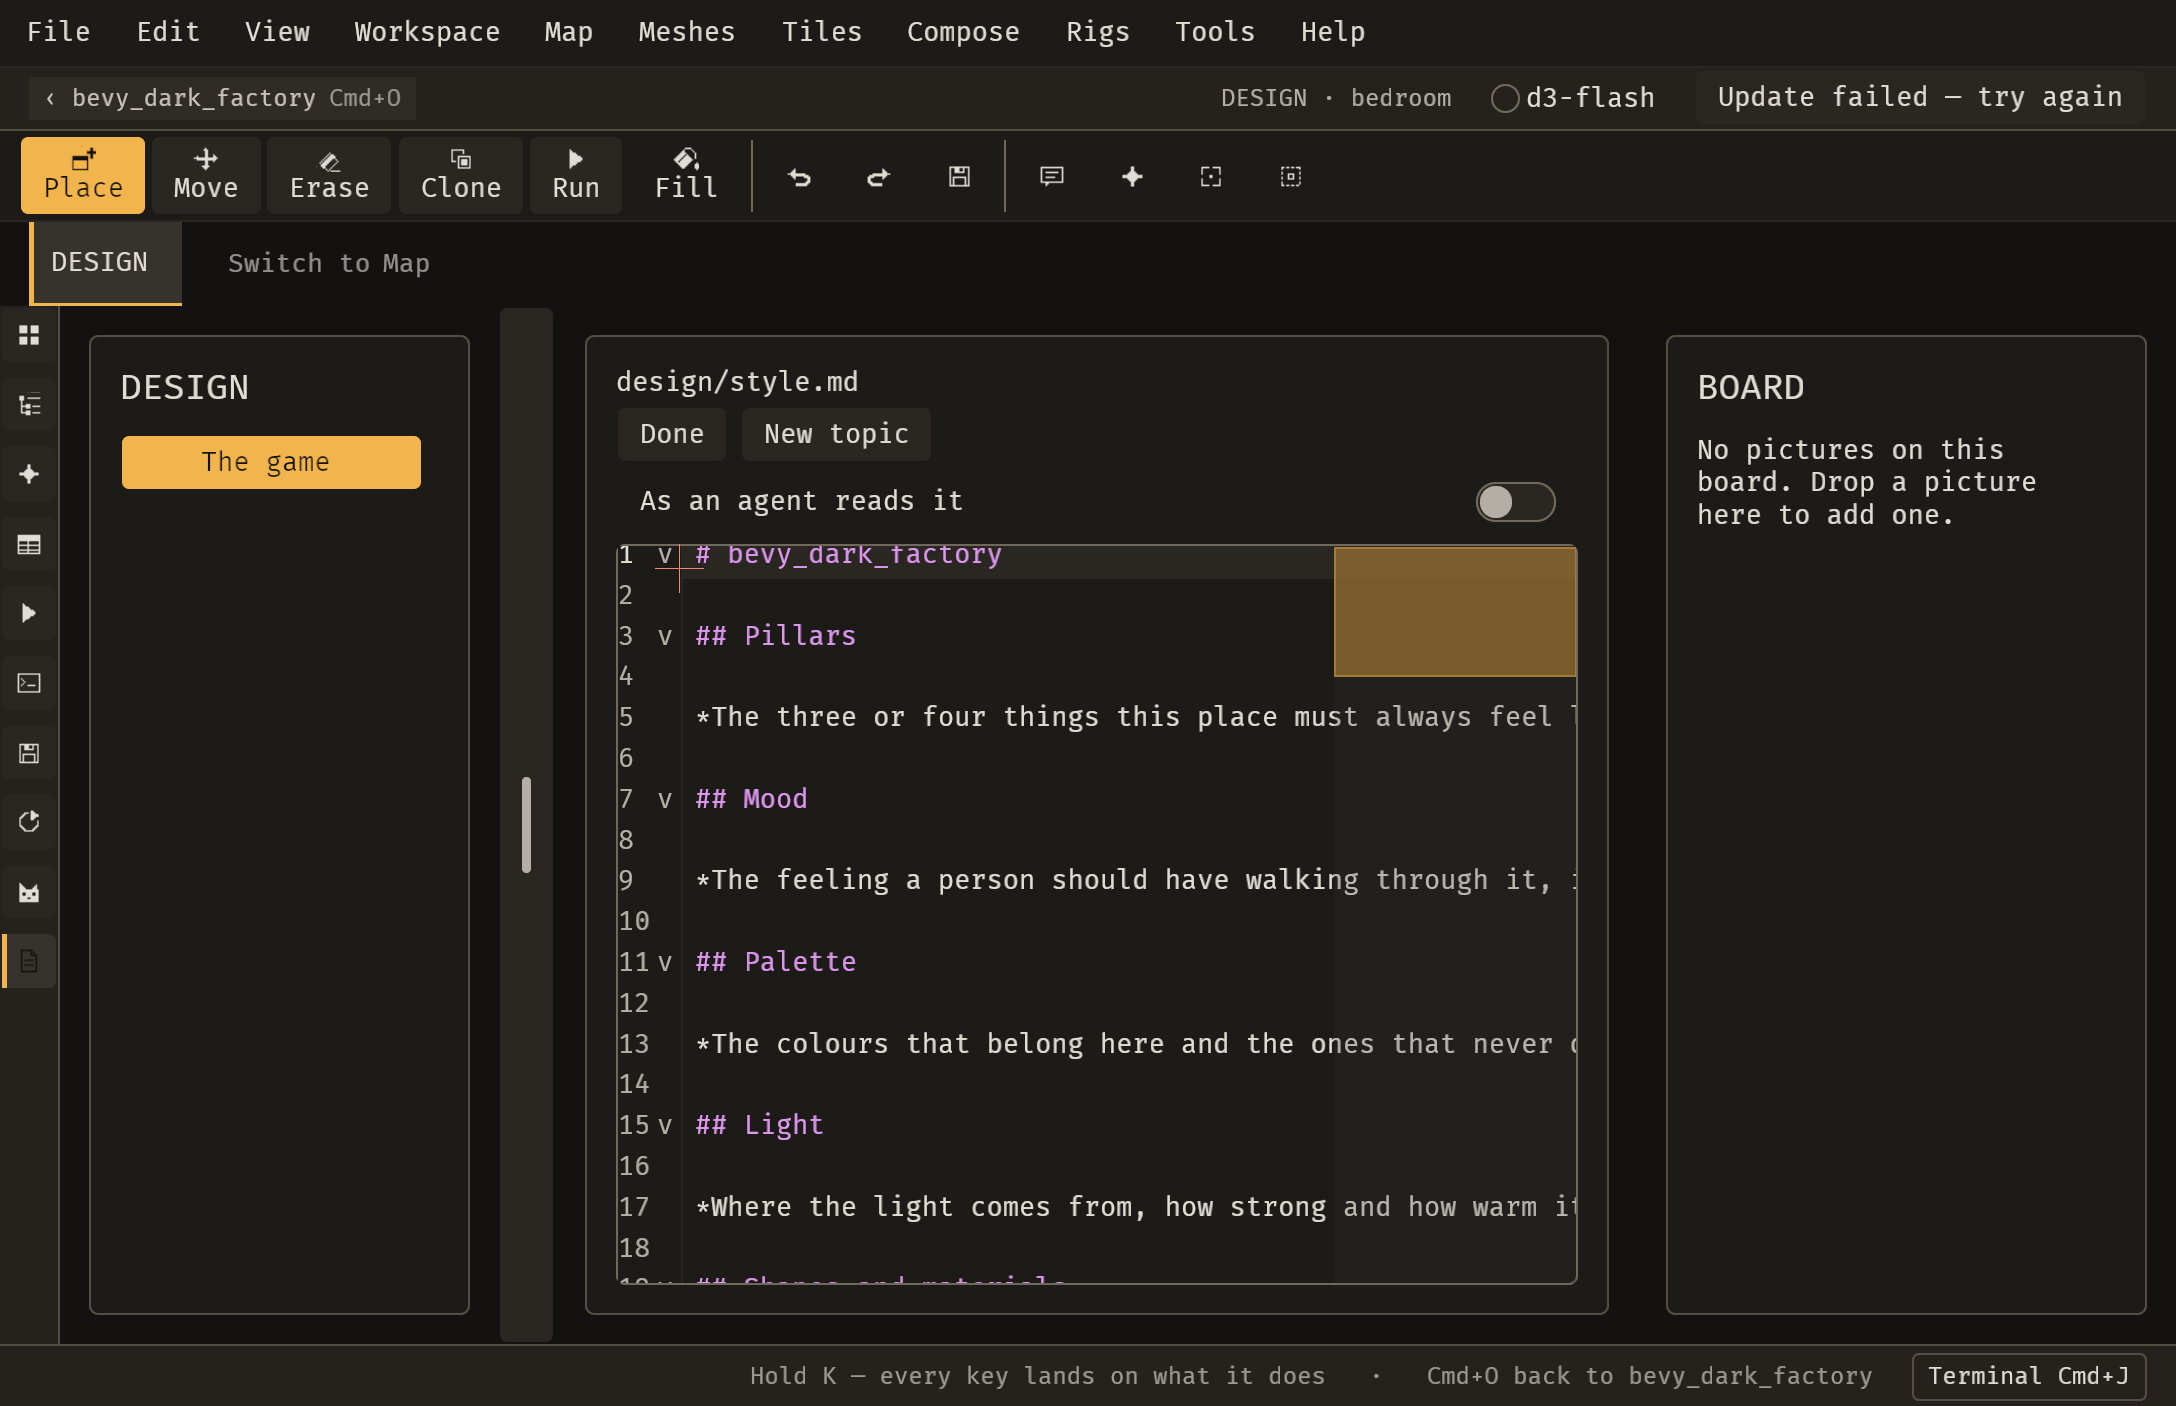 File Edit View Workspace Map Meshes Tiles Compose Rigs Tools Help
‹ bevy_dark_factory Cmd+O
DESIGN · bedroom
d3-flash
Update failed — try again
Place Move Erase Clone Run Fill
DESIGN
Switch to Map
DESIGN
The game
design/style.md
Done
New topic
As an agent reads it
1 v # bevy_dark_factory
2
3 v ## Pillars
4
5 *The three or four things this place must always feel
6
7 v ## Mood
8
9 *The feeling a person should have walking through it,
10
11 v ## Palette
12
13 *The colours that belong here and the ones that never
14
15 v ## Light
16
17 *Where the light comes from, how strong and how warm it
18
19 v ## Shapes and materials
BOARD
No pictures on this
board. Drop a picture
here to add one.
Hold K — every key lands on what it does · Cmd+O back to bevy_dark_factory
Terminal Cmd+J